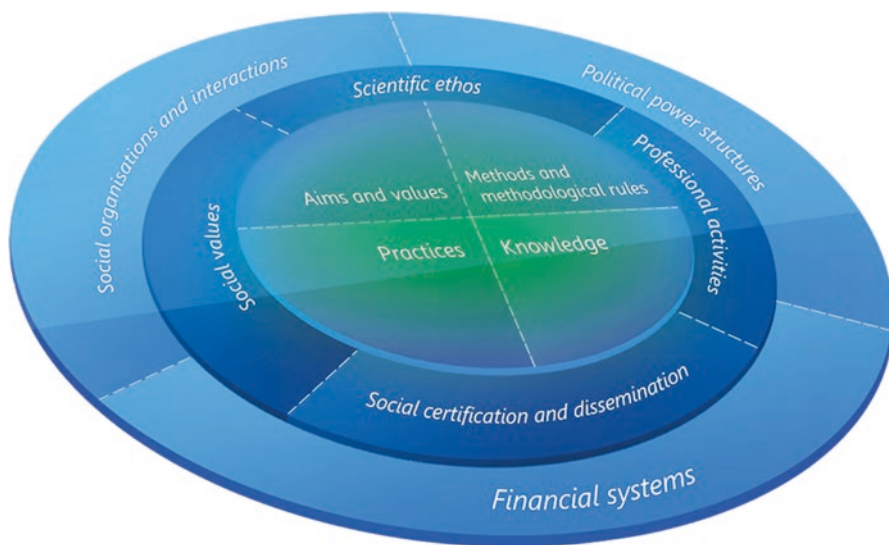 Social organisations and interactions
Political power structures
Scientific ethos
Professional activities
Social values
Aims and values
Methods and
methodological rules
Practices
Knowledge
Social certification and dissemination
Financial systems